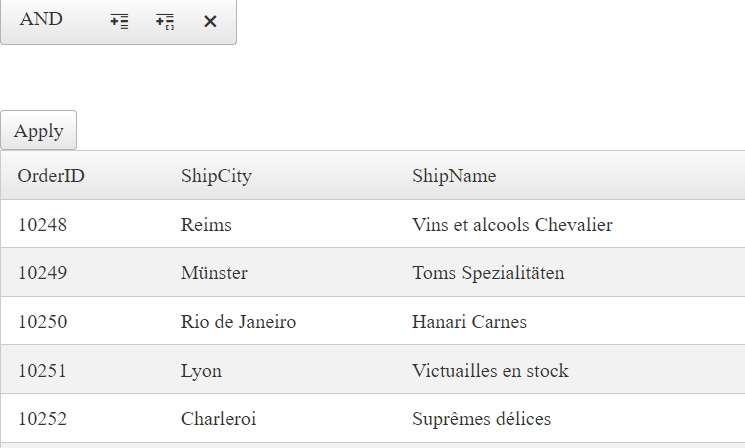 AND
Apply
OrderID ShipCity ShipName
10248 Reims Vins et alcools Chevalier
10249 Münster Toms Spezialitäten
10250 Rio de Janeiro Hanari Carnes
10251 Lyon Victuailles en stock
10252 Charleroi Suprêmes délices